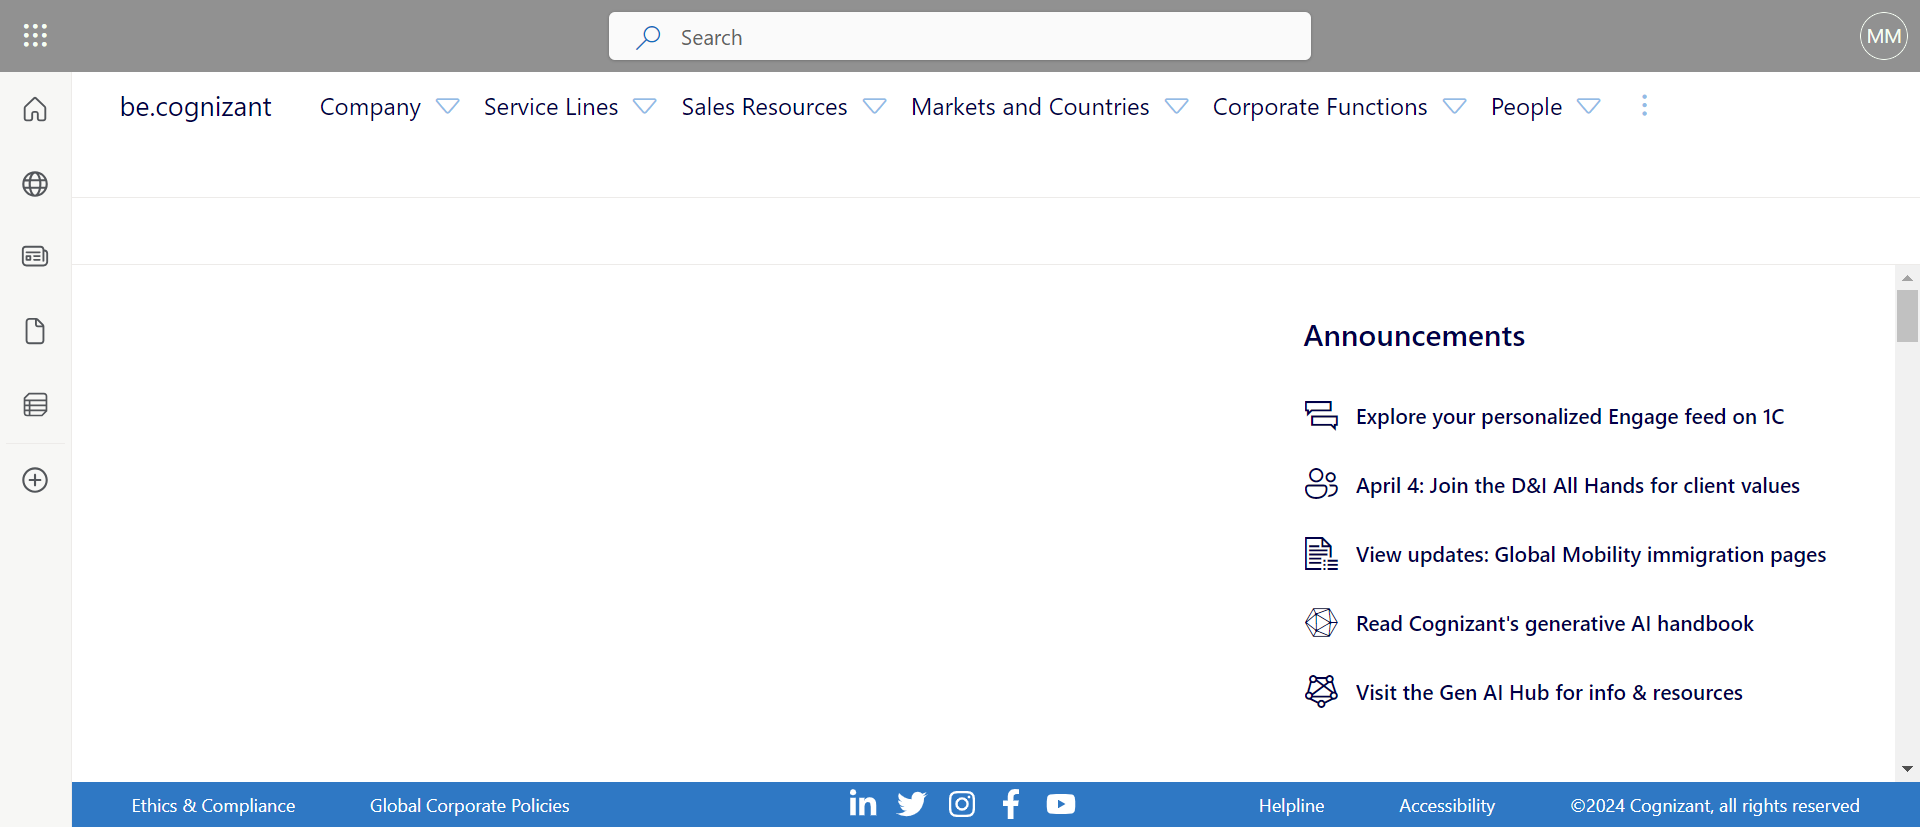 Search
MM
be.cognizant
Company
Service Lines
Sales Resources
Markets and Countries
Corporate Functions
People
Announcements
Explore your personalized Engage feed on 1C
April 4: Join the D&I All Hands for client values
View updates: Global Mobility immigration pages
Read Cognizant's generative AI handbook
Visit the Gen AI Hub for info & resources
Ethics & Compliance
Global Corporate Policies
Helpline
Accessibility
©2024 Cognizant, all rights reserved